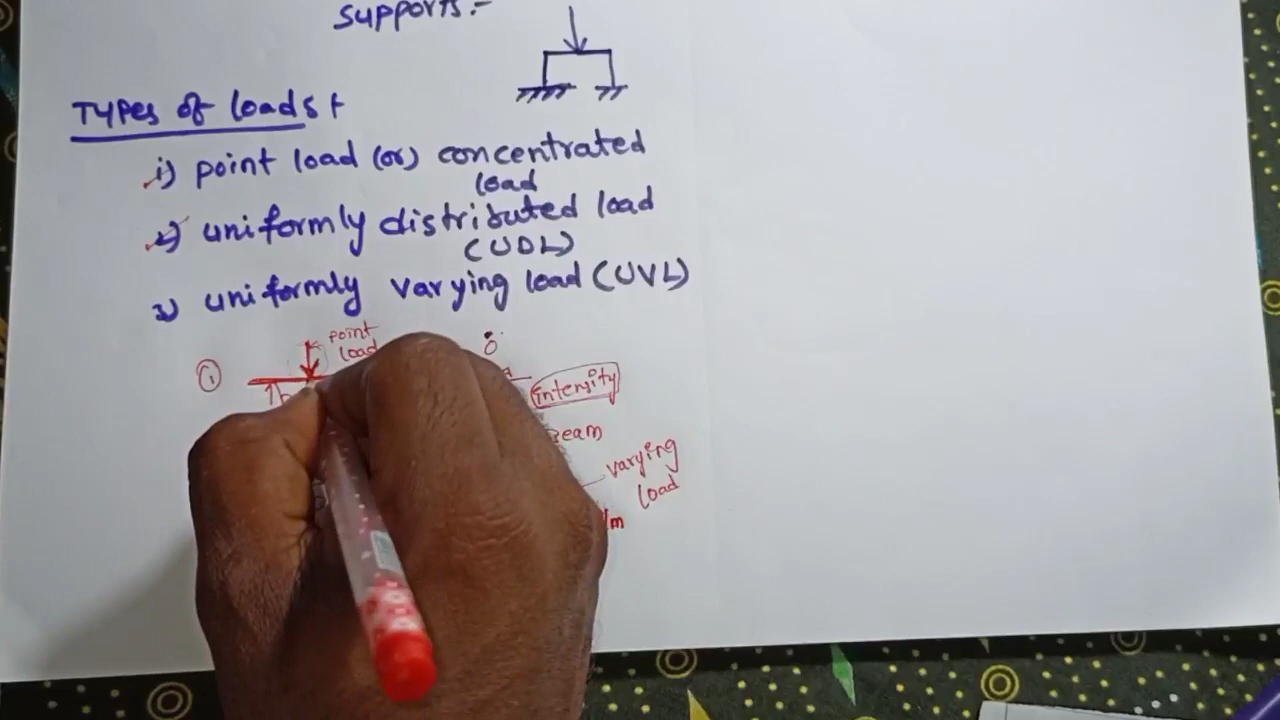 supports:-
Types of loads:-
i) point load (or) concentrated
load
2) uniformly distributed load
(UDL)
3) uniformly varying load (UVL)
① point
load
intensity
varying
load
/m